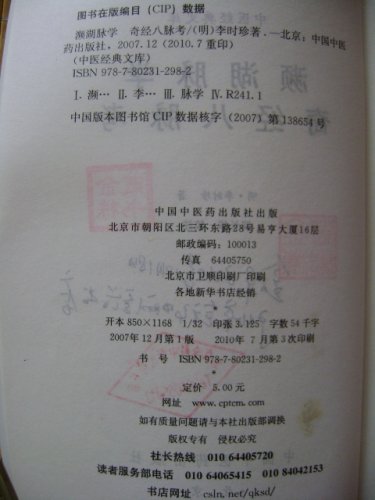 图书在版编目（CIP）数据
濒湖脉学 奇经八脉考/(明)李时珍著.—北京：中国中医
药出版社，2007.12（2010.7重印）
（中医经典文库）
ISBN 978-7-80231-298-2
Ⅰ.濒… Ⅱ.李… Ⅲ.脉学 Ⅳ.R241.1
中国版本图书馆CIP数据核字（2007）第138654号
中国中医药出版社出版
北京市朝阳区北三环东路28号易亨大厦16层
邮政编码：100013
传真 64405750
北京市卫顺印刷厂印刷
各地新华书店经销
*
开本 850×1168 1/32 印张 3.125 字数 54千字
2007年12月第1版 2010年7月第3次印刷
书 号 ISBN 978-7-80231-298-2
*
定价 5.00元
网址 www.cptcm.com
如有质量问题请与本社出版部调换
版权专有 侵权必究
社长热线 010 64405720
读者服务部电话 010 64065415 010 84042153
书店网址 csln.net/qksd/